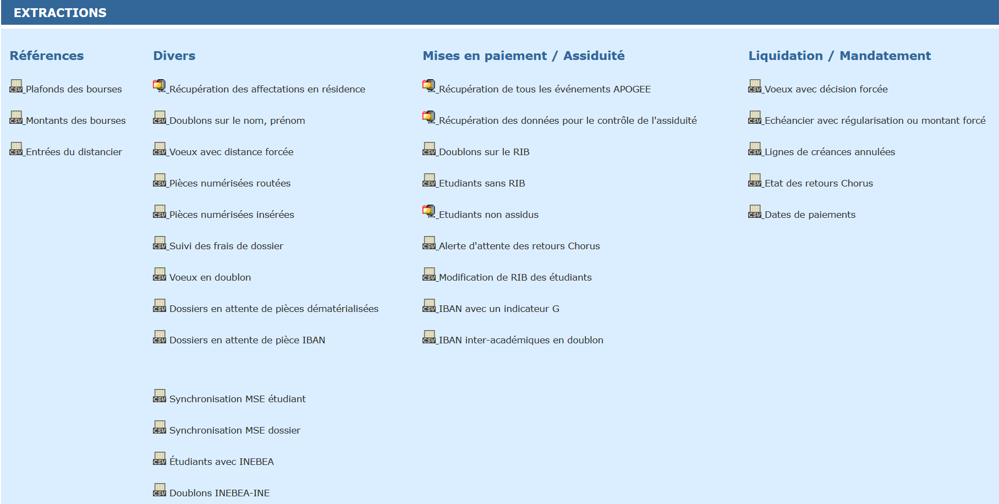 EXTRACTIONS
Références
Plafonds des bourses
Montants des bourses
Entrées du distancier
Divers
Récupération des affectations en résidence
Doublons sur le nom, prénom
Voeux avec distance forcée
Pièces numérisées routées
Pièces numérisées insérées
Suivi des frais de dossier
Voeux en doublon
Dossiers en attente de pièces dématérialisées
Dossiers en attente de pièce IBAN
Synchronisation MSE étudiant
Synchronisation MSE dossier
Étudiants avec INEBEA
Doublons INEBEA-INE
Mises en paiement / Assiduité
Récupération de tous les événements APOGEE
Récupération des données pour le contrôle de l'assiduité
Doublons sur le RIB
Etudiants sans RIB
Etudiants non assidus
Alerte d'attente des retours Chorus
Modification de RIB des étudiants
IBAN avec un indicateur G
IBAN inter-académiques en doublon
Liquidation / Mandatement
Voeux avec décision forcée
Echéancier avec régularisation ou montant forcé
Lignes de créances annulées
Etat des retours Chorus
Dates de paiements